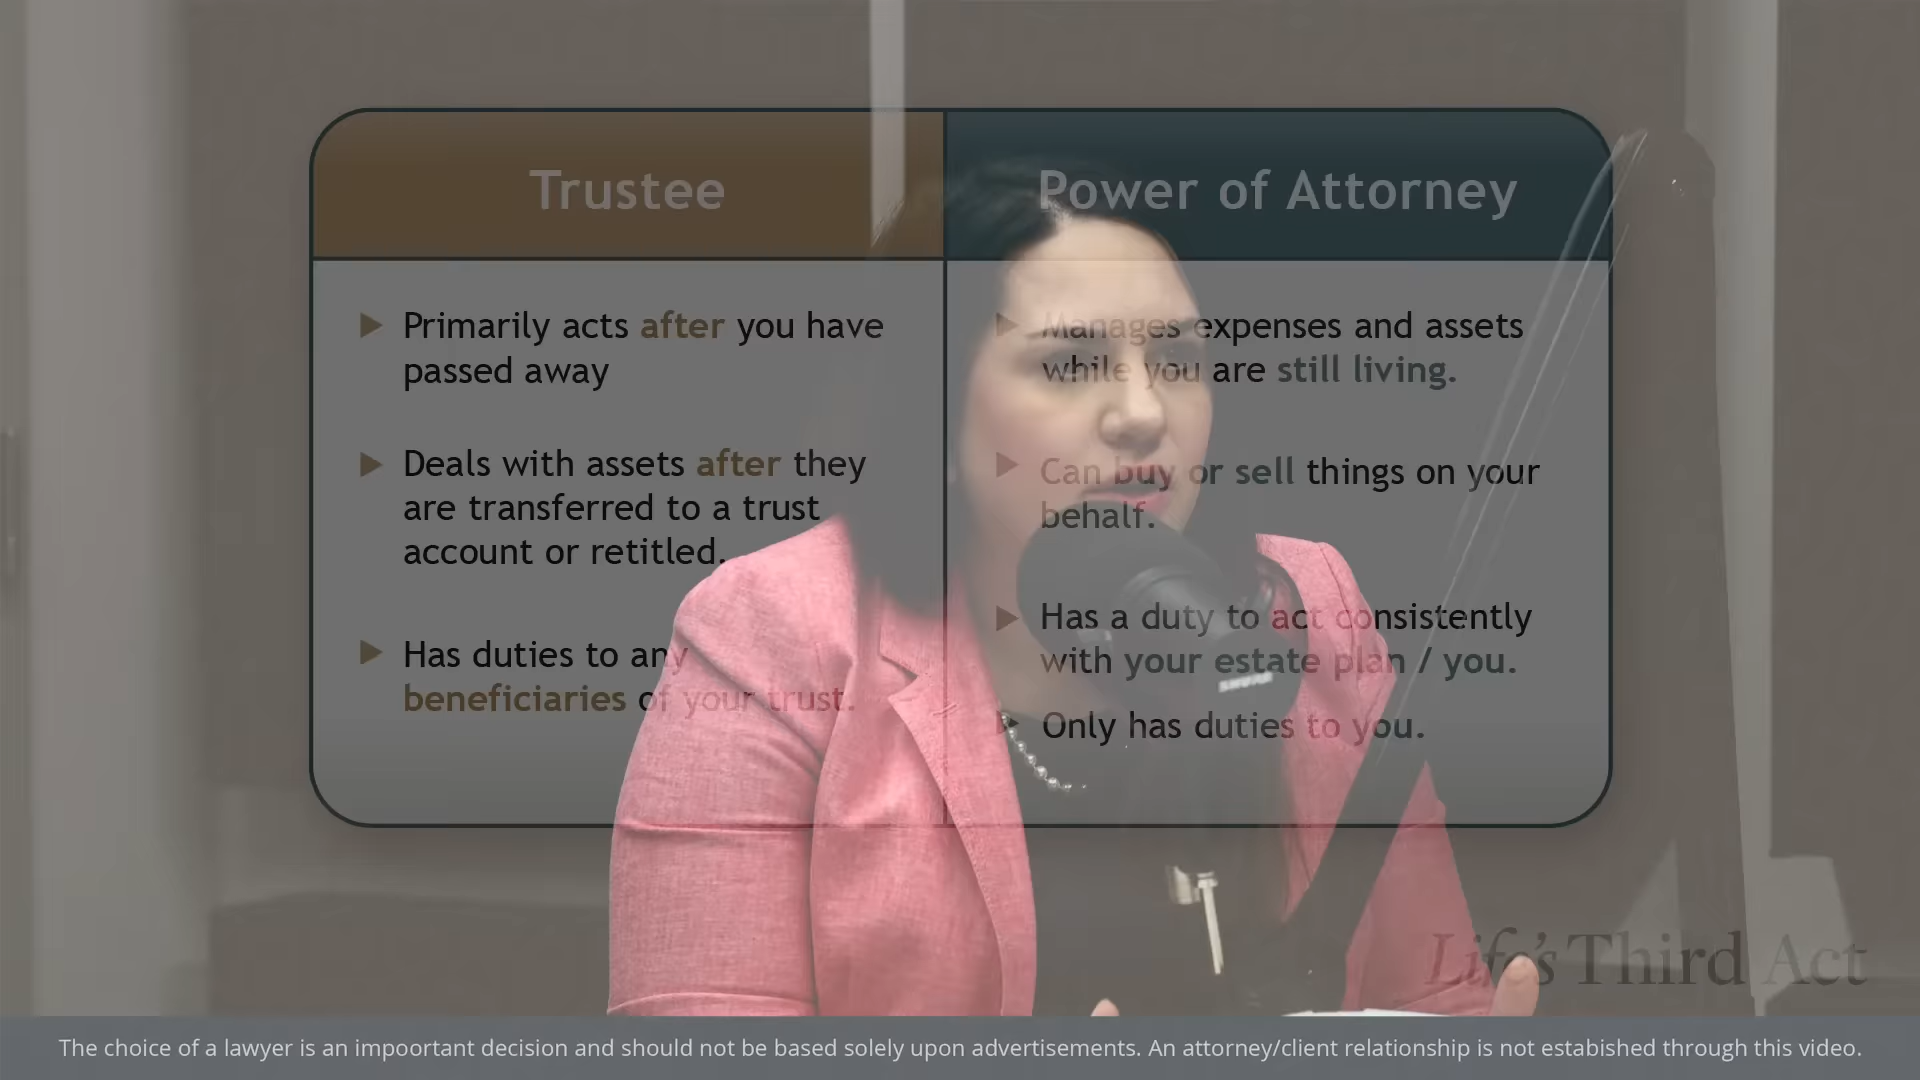 Trustee
Power of Attorney
Primarily acts after you have
passed away
Deals with assets after they
are transferred to a trust
account or retitled.
Has duties to any
beneficiaries of your trust.
Manages expenses and assets
while you are still living.
Can buy or sell things on your
behalf.
Has a duty to act consistently
with your estate plan / you.
Only has duties to you.
SHURE
Life's Third Act
The choice of a lawyer is an impoortant decision and should not be based solely upon advertisements. An attorney/client relationship is not estabished through this video.